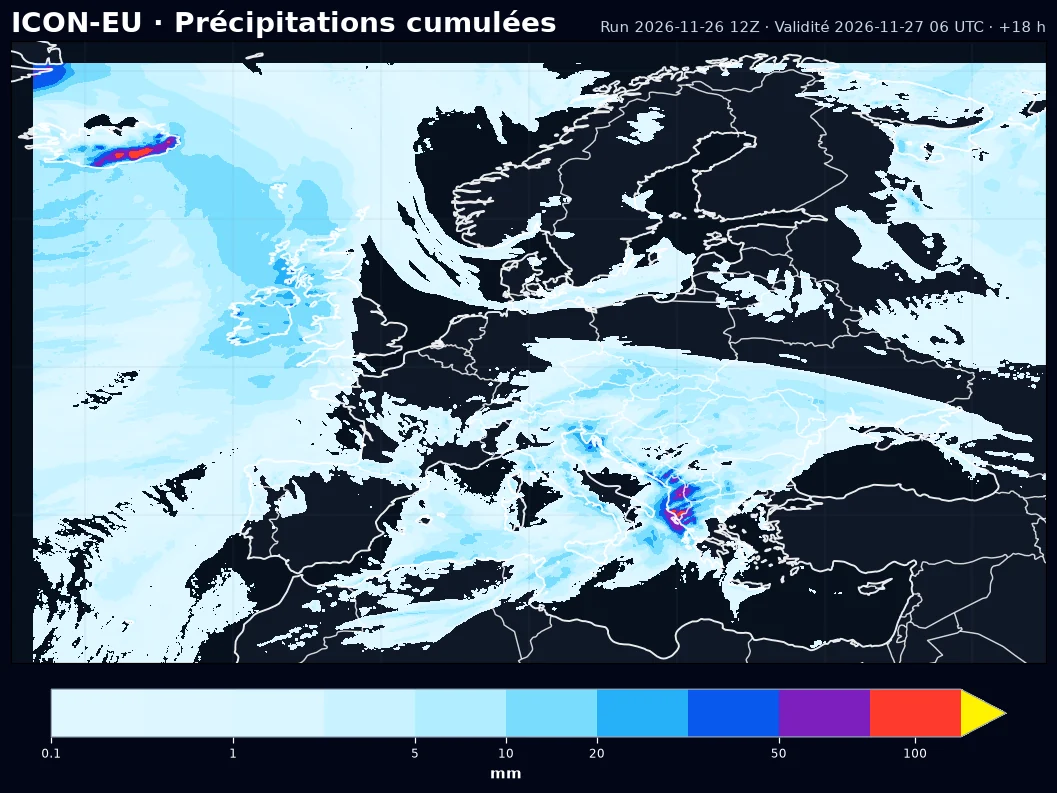 ICON-EU · Précipitations cumulées
Run 2026-11-26 12Z · Validité 2026-11-27 06 UTC · +18 h
0.1 1 5 10 20 50 100
mm